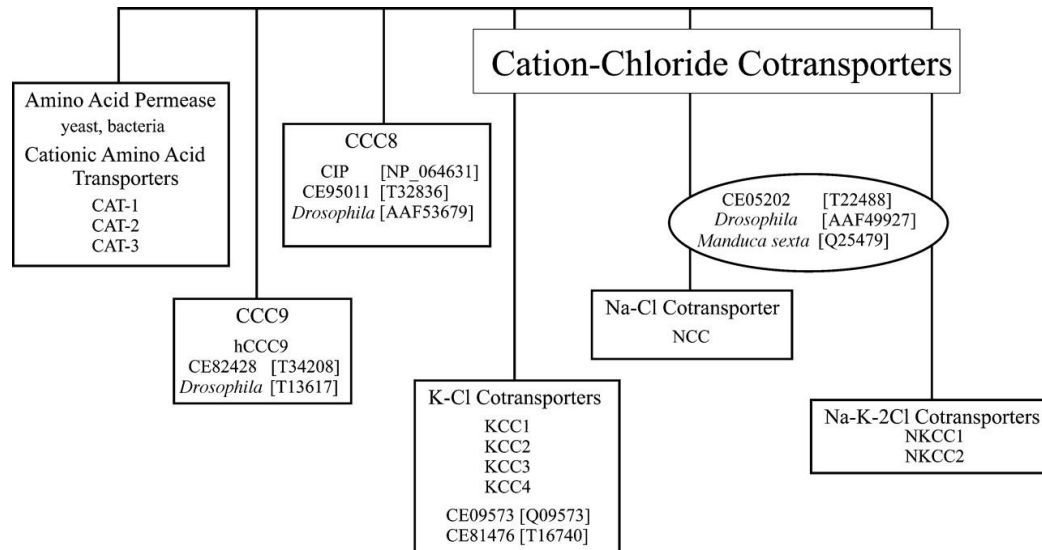 Cation-Chloride Cotransporters
Amino Acid Permease
yeast, bacteria
Cationic Amino Acid
Transporters
CAT-1
CAT-2
CAT-3
CCC8
CIP [NP_064631]
CE95011 [T32836]
Drosophila [AAF53679]
CE05202 [T22488]
Drosophila [AAF49927]
Manduca sexta [Q25479]
CCC9
hCCC9
CE82428 [T34208]
Drosophila [T13617]
Na-Cl Cotransporter
NCC
K-Cl Cotransporters
KCC1
KCC2
KCC3
KCC4
CE09573 [Q09573]
CE81476 [T16740]
Na-K-2Cl Cotransporters
NKCC1
NKCC2